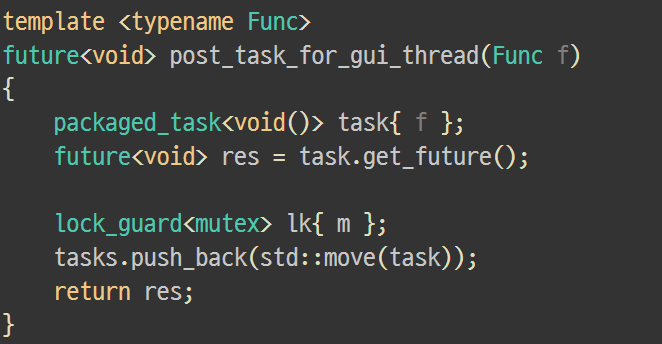 template <typename Func>
future<void> post_task_for_gui_thread(Func f)
{
    packaged_task<void()> task{ f };
    future<void> res = task.get_future();

    lock_guard<mutex> lk{ m };
    tasks.push_back(std::move(task));
    return res;
}